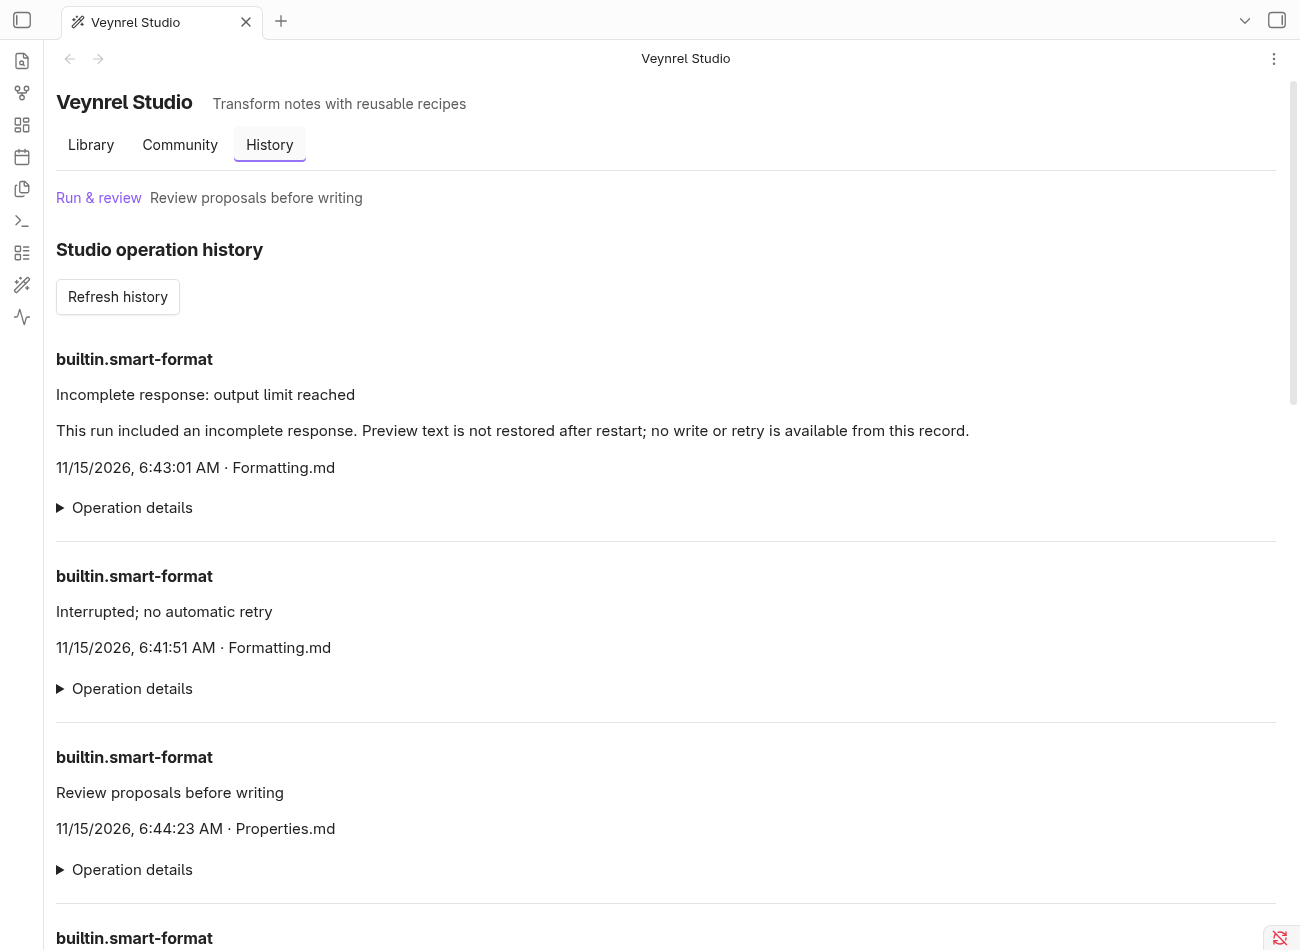 Veynrel Studio
Veynrel Studio
Veynrel Studio Transform notes with reusable recipes
Library Community History
Run & review Review proposals before writing
Studio operation history
Refresh history
builtin.smart-format
Incomplete response: output limit reached
This run included an incomplete response. Preview text is not restored after restart; no write or retry is available from this record.
11/15/2026, 6:43:01 AM · Formatting.md
Operation details
builtin.smart-format
Interrupted; no automatic retry
11/15/2026, 6:41:51 AM · Formatting.md
Operation details
builtin.smart-format
Review proposals before writing
11/15/2026, 6:44:23 AM · Properties.md
Operation details
builtin.smart-format